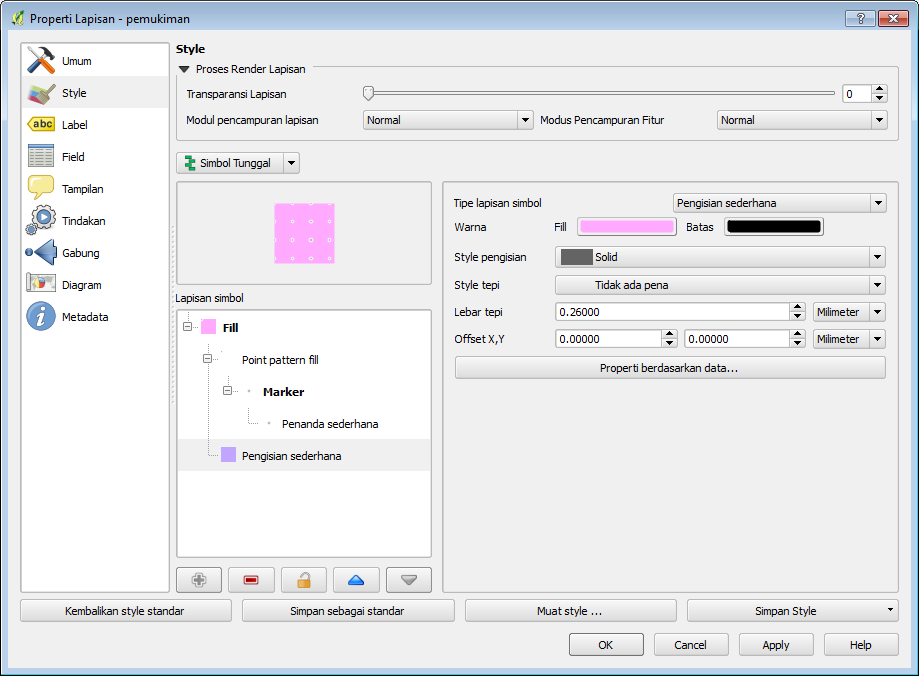 Properti Lapisan - pemukiman
Umum
Style
abc Label
Field
Tampilan
Tindakan
Gabung
Diagram
i Metadata
Style
Proses Render Lapisan
Transparansi Lapisan 0
Modul pencampuran lapisan Normal Modus Pencampuran Fitur Normal
Simbol Tunggal
Lapisan simbol
Fill
Point pattern fill
Marker
Penanda sederhana
Pengisian sederhana
Tipe lapisan simbol Pengisian sederhana
Warna Fill Batas
Style pengisian Solid
Style tepi Tidak ada pena
Lebar tepi 0.26000 Milimeter
Offset X,Y 0.00000 0.00000 Milimeter
Properti berdasarkan data...
Kembalikan style standar Simpan sebagai standar Muat style ... Simpan Style
OK Cancel Apply Help